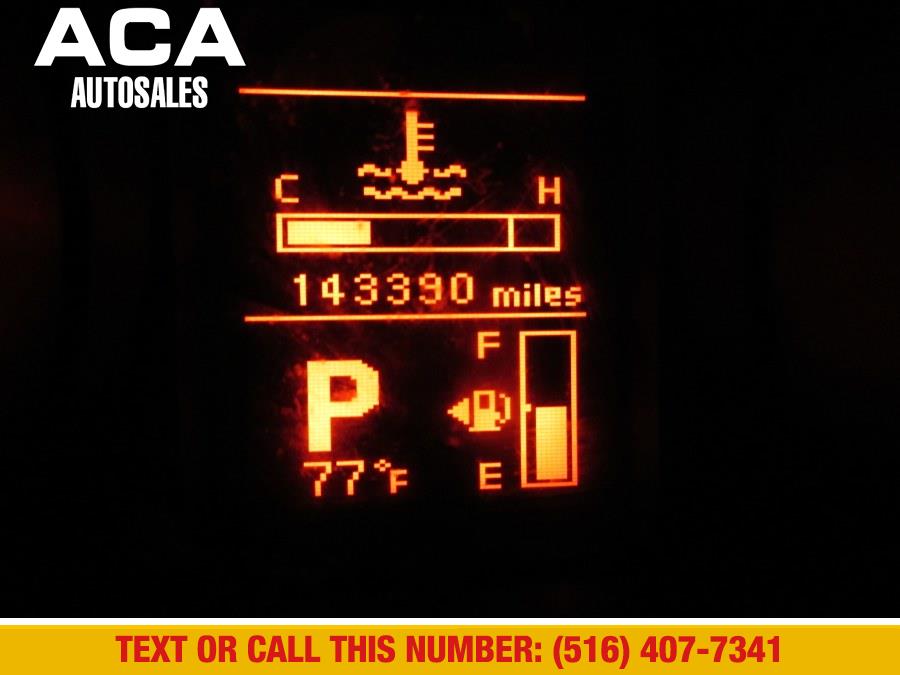 ACA
AUTOSALES
C H
143390 miles
F
P
E
77°F
TEXT OR CALL THIS NUMBER: (516) 407-7341